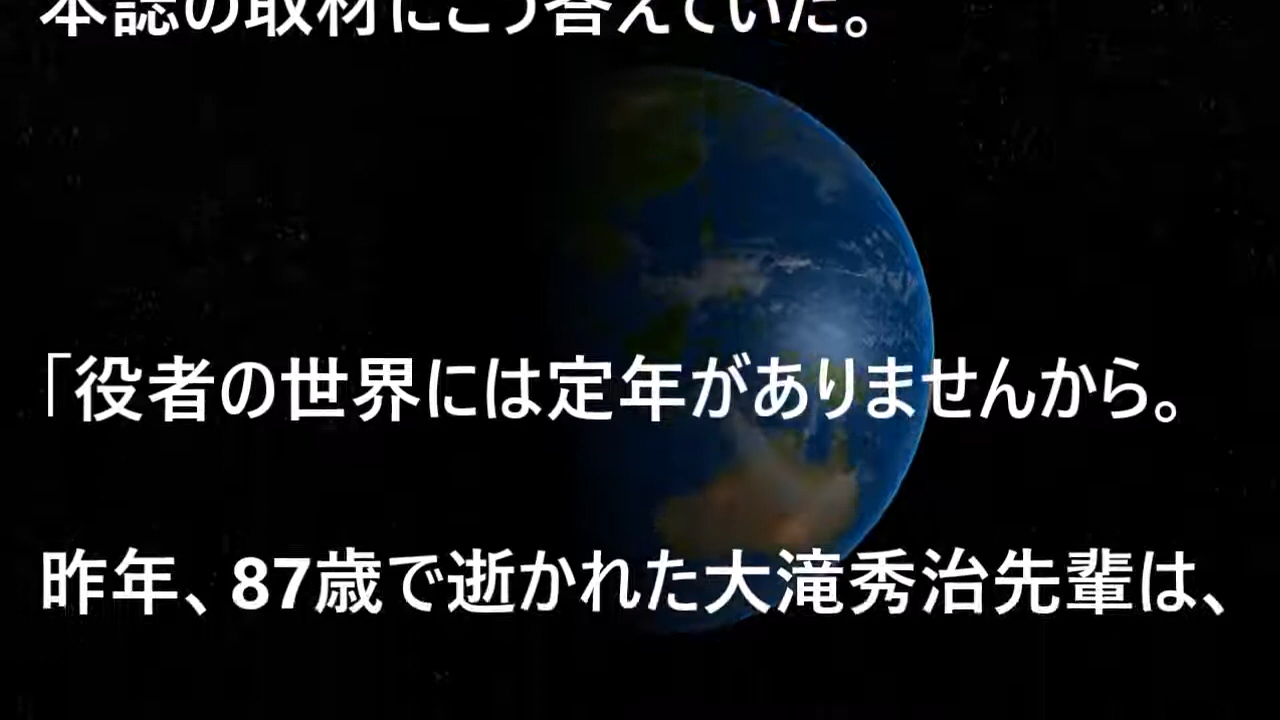 本誌の取材にこう答えていた。
「役者の世界には定年がありませんから。
昨年、87歳で逝かれた大滝秀治先輩は、